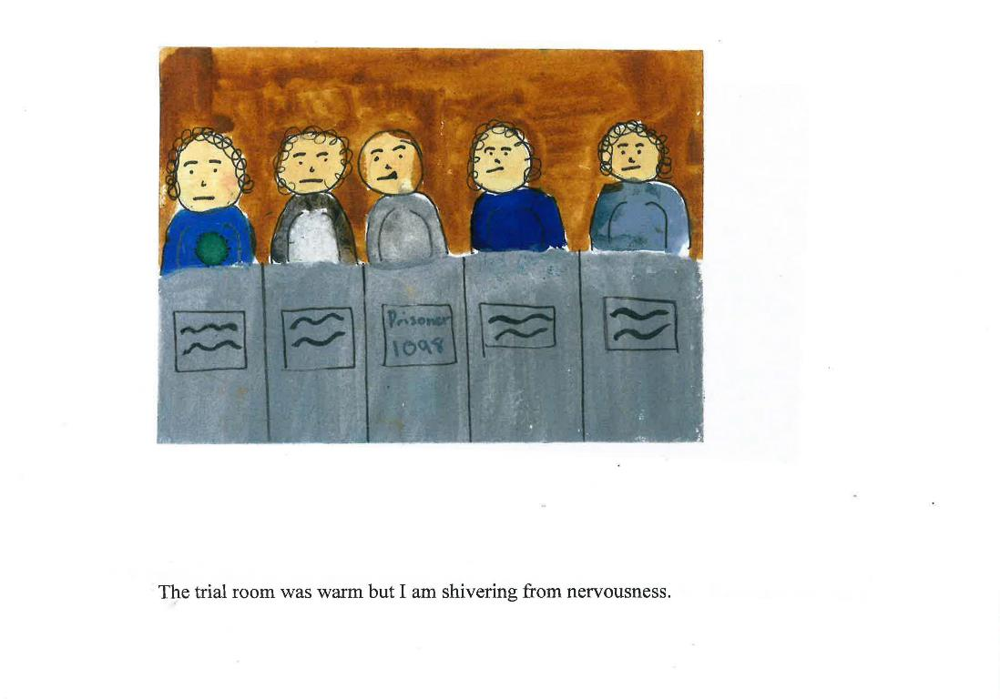 Prisoner
1098
The trial room was warm but I am shivering from nervousness.